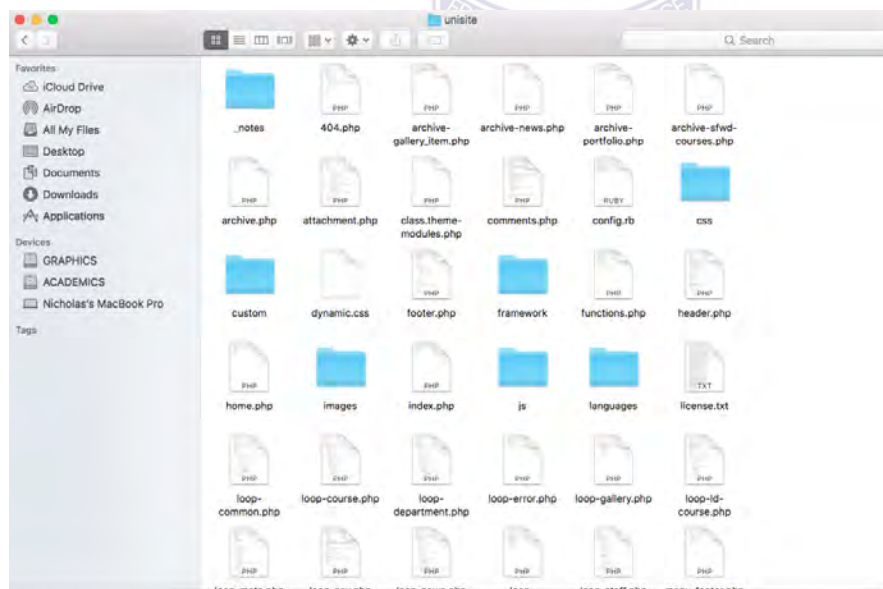 unisite
Search
Favorites
iCloud Drive
AirDrop
All My Files
Desktop
Documents
Downloads
Applications
Devices
GRAPHICS
ACADEMICS
Nicholas's MacBook Pro
Tags
PHP PHP PHP PHP PHP
_notes 404.php archive- archive-news.php archive- archive-sfwd-
gallery_item.php portfolio.php courses.php
PHP PHP PHP PHP RUBY
archive.php attachment.php class.theme- comments.php config.rb css
modules.php
PHP PHP PHP
custom dynamic.css footer.php framework functions.php header.php
PHP PHP TXT
home.php images index.php js languages license.txt
PHP PHP PHP PHP PHP PHP
loop- loop-course.php loop- loop-error.php loop-gallery.php loop-ld-
common.php department.php course.php
PHP PHP PHP PHP PHP PHP